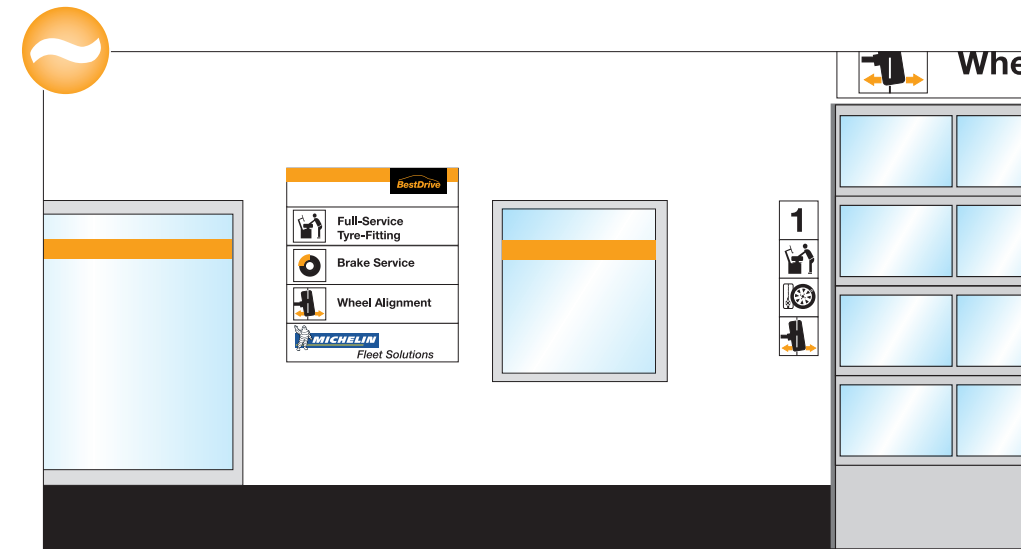 Whe
BestDrive
Full-Service
Tyre-Fitting
Brake Service
Wheel Alignment
MICHELIN
Fleet Solutions
1